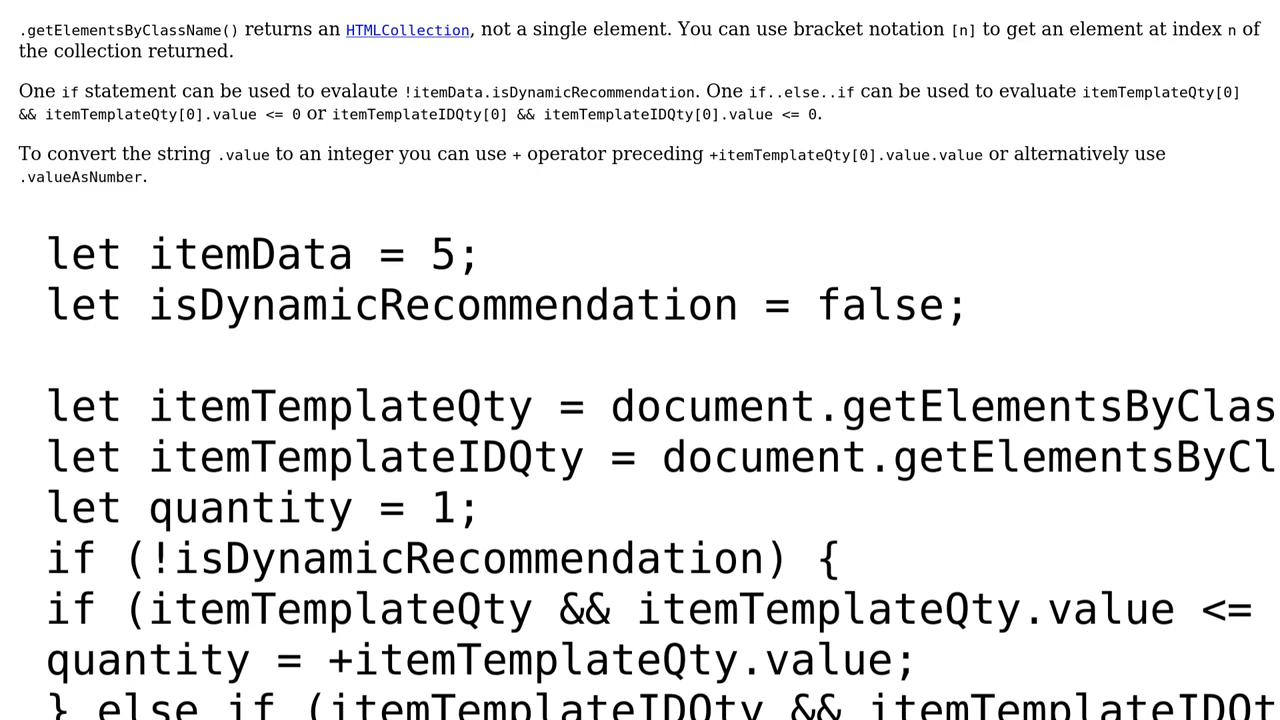 .getElementsByClassName() returns an HTMLCollection, not a single element. You can use bracket notation [n] to get an element at index n of
the collection returned.
One if statement can be used to evalaute !itemData.isDynamicRecommendation. One if..else..if can be used to evaluate itemTemplateQty[0]
&& itemTemplateQty[0].value <= 0 or itemTemplateIDQty[0] && itemTemplateIDQty[0].value <= 0.
To convert the string .value to an integer you can use + operator preceding +itemTemplateQty[0].value.value or alternatively use
.valueAsNumber.
let itemData = 5;
let isDynamicRecommendation = false;
let itemTemplateQty = document.getElementsByClas
let itemTemplateIDQty = document.getElementsByCl
let quantity = 1;
if (!isDynamicRecommendation) {
if (itemTemplateQty && itemTemplateQty.value <=
quantity = +itemTemplateQty.value;
} else if (itemTemplateIDQty && itemTemplateIDQt